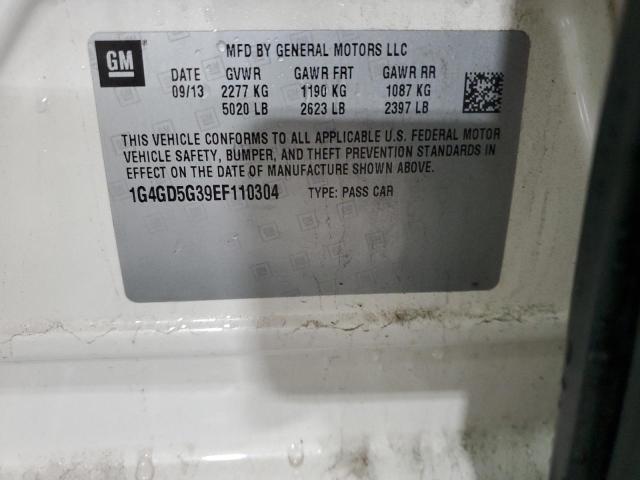 GM
MFD BY GENERAL MOTORS LLC
DATE GVWR GAWR FRT GAWR RR
09/13 2277 KG 1190 KG 1087 KG
5020 LB 2623 LB 2397 LB
THIS VEHICLE CONFORMS TO ALL APPLICABLE U.S. FEDERAL MOTOR
VEHICLE SAFETY, BUMPER, AND THEFT PREVENTION STANDARDS IN
EFFECT ON THE DATE OF MANUFACTURE SHOWN ABOVE.
1G4GD5G39EF110304 TYPE: PASS CAR